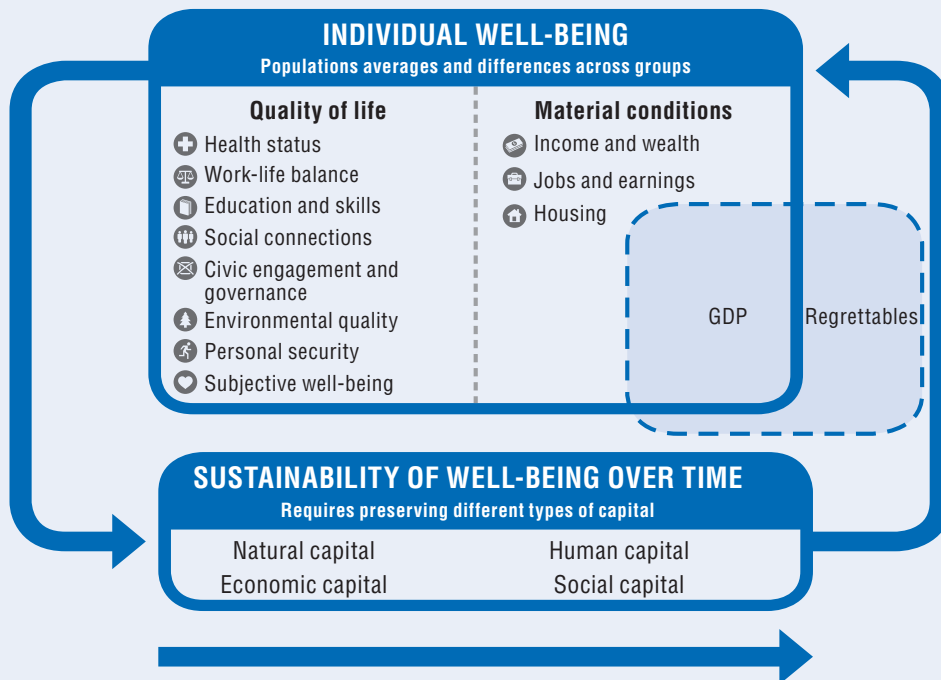 INDIVIDUAL WELL-BEING
Populations averages and differences across groups
Quality of life
Health status
Work-life balance
Education and skills
Social connections
Civic engagement and
governance
Environmental quality
Personal security
Subjective well-being
Material conditions
Income and wealth
Jobs and earnings
Housing
GDP
Regrettables
SUSTAINABILITY OF WELL-BEING OVER TIME
Requires preserving different types of capital
Natural capital
Human capital
Economic capital
Social capital